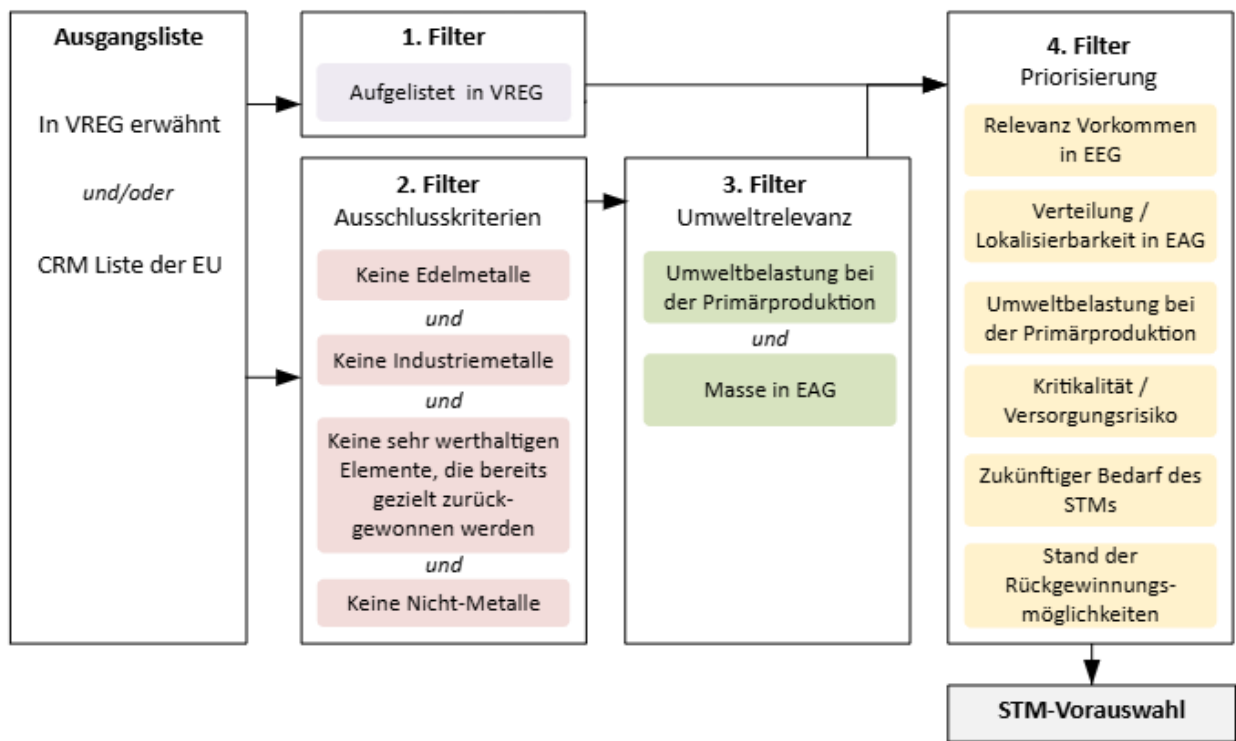 Ausgangsliste
In VREG erwähnt
und/oder
CRM Liste der EU
1. Filter
Aufgelistet in VREG
2. Filter
Ausschlusskriterien
Keine Edelmetalle
und
Keine Industriemetalle
und
Keine sehr werthaltigen
Elemente, die bereits
gezielt zurück-
gewonnen werden
und
Keine Nicht-Metalle
3. Filter
Umweltrelevanz
Umweltbelastung bei
der Primärproduktion
und
Masse in EAG
4. Filter
Priorisierung
Relevanz Vorkommen
in EEG
Verteilung /
Lokalisierbarkeit in EAG
Umweltbelastung bei
der Primärproduktion
Kritikalität /
Versorgungsrisiko
Zukünftiger Bedarf des
STMs
Stand der
Rückgewinnungs-
möglichkeiten
STM-Vorauswahl